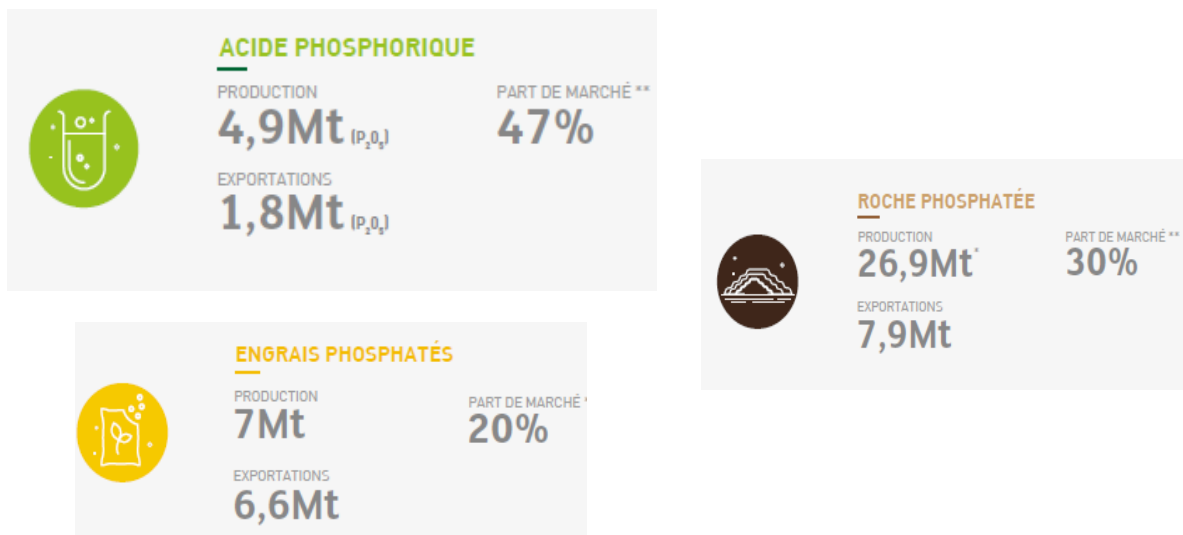 ACIDE PHOSPHORIQUE
PRODUCTION
4,9Mt (P₂O₅)
PART DE MARCHÉ **
47%
EXPORTATIONS
1,8Mt (P₂O₅)
ROCHE PHOSPHATÉE
PRODUCTION
26,9Mt*
PART DE MARCHÉ **
30%
EXPORTATIONS
7,9Mt
ENGRAIS PHOSPHATÉS
PRODUCTION
7Mt
PART DE MARCHÉ *
20%
EXPORTATIONS
6,6Mt